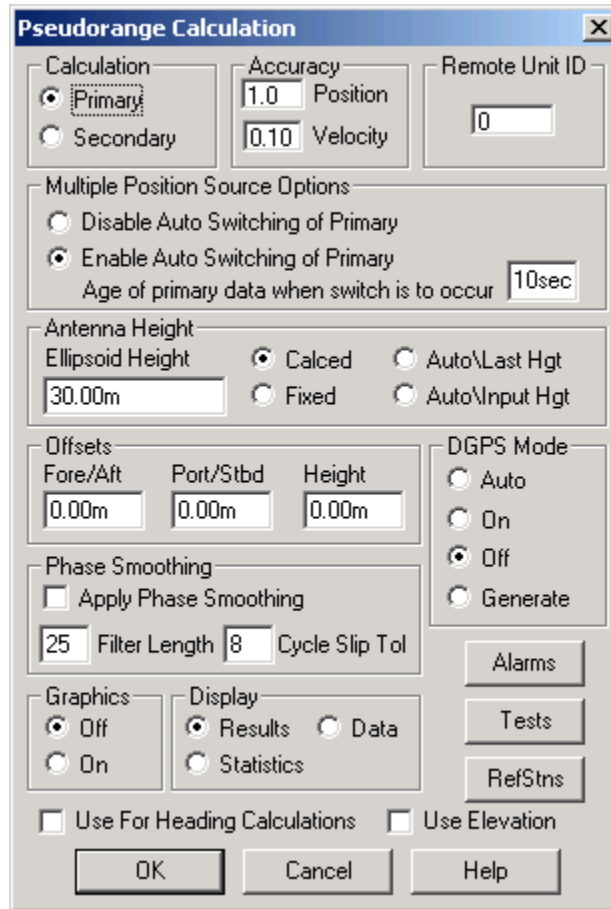 Pseudorange Calculation
Calculation
Primary
Secondary
Accuracy
1.0 Position
0.10 Velocity
Remote Unit ID
0
Multiple Position Source Options
Disable Auto Switching of Primary
Enable Auto Switching of Primary
Age of primary data when switch is to occur 10sec
Antenna Height
Ellipsoid Height
30.00m
Calced
Fixed
Auto\Last Hgt
Auto\Input Hgt
Offsets
Fore/Aft Port/Stbd Height
0.00m 0.00m 0.00m
DGPS Mode
Auto
On
Off
Generate
Phase Smoothing
Apply Phase Smoothing
25 Filter Length 8 Cycle Slip Tol
Alarms
Tests
RefStns
Graphics
Off
On
Display
Results Data
Statistics
Use For Heading Calculations Use Elevation
OK Cancel Help